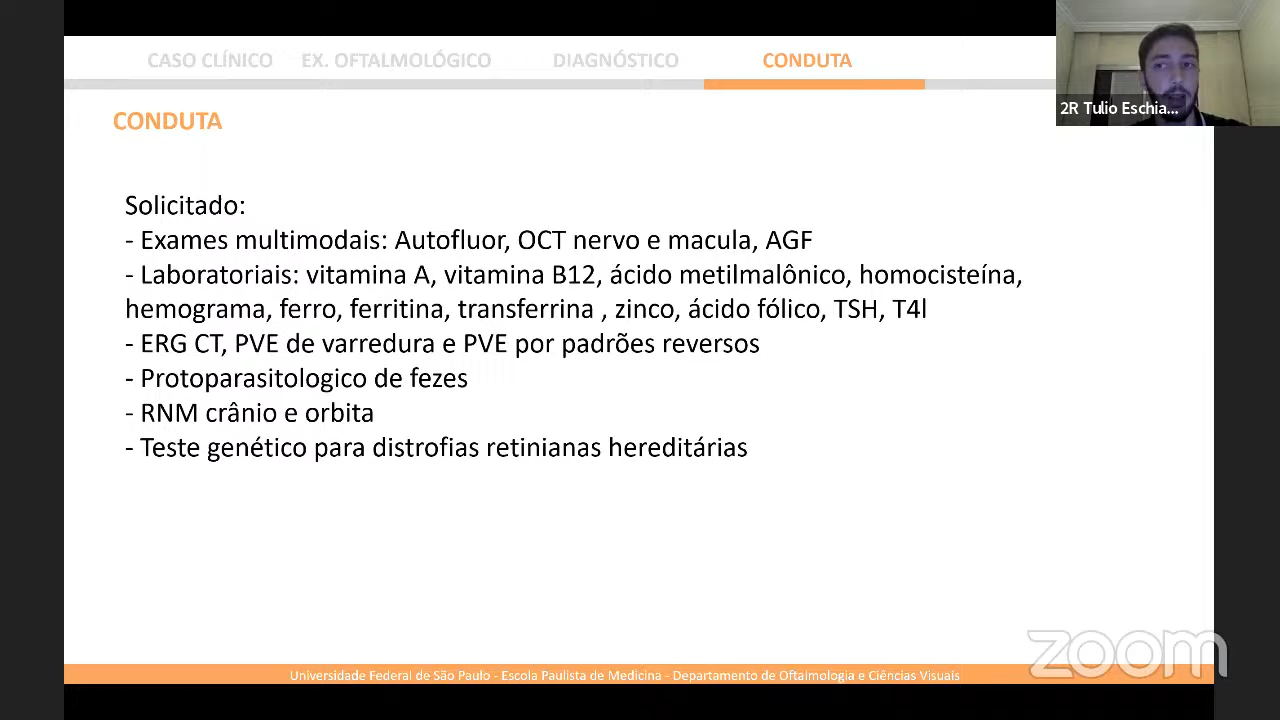 CASO CLÍNICO EX. OFTALMOLÓGICO DIAGNÓSTICO CONDUTA
2R Tulio Eschia...
CONDUTA
Solicitado:
- Exames multimodais: Autofluor, OCT nervo e macula, AGF
- Laboratoriais: vitamina A, vitamina B12, ácido metilmalônico, homocisteína,
hemograma, ferro, ferritina, transferrina , zinco, ácido fólico, TSH, T4l
- ERG CT, PVE de varredura e PVE por padrões reversos
- Protoparasitologico de fezes
- RNM crânio e orbita
- Teste genético para distrofias retinianas hereditárias
zoom
Universidade Federal de São Paulo - Escola Paulista de Medicina - Departamento de Oftalmologia e Ciências Visuais